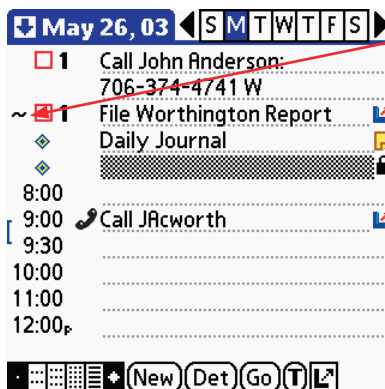 May 26, 03 S M T W T F S
1 Call John Anderson:
706-374-4741 W
~ 1 File Worthington Report
Daily Journal
8:00
9:00 Call JAcworth
9:30
10:00
11:00
12:00p
New Det Go T